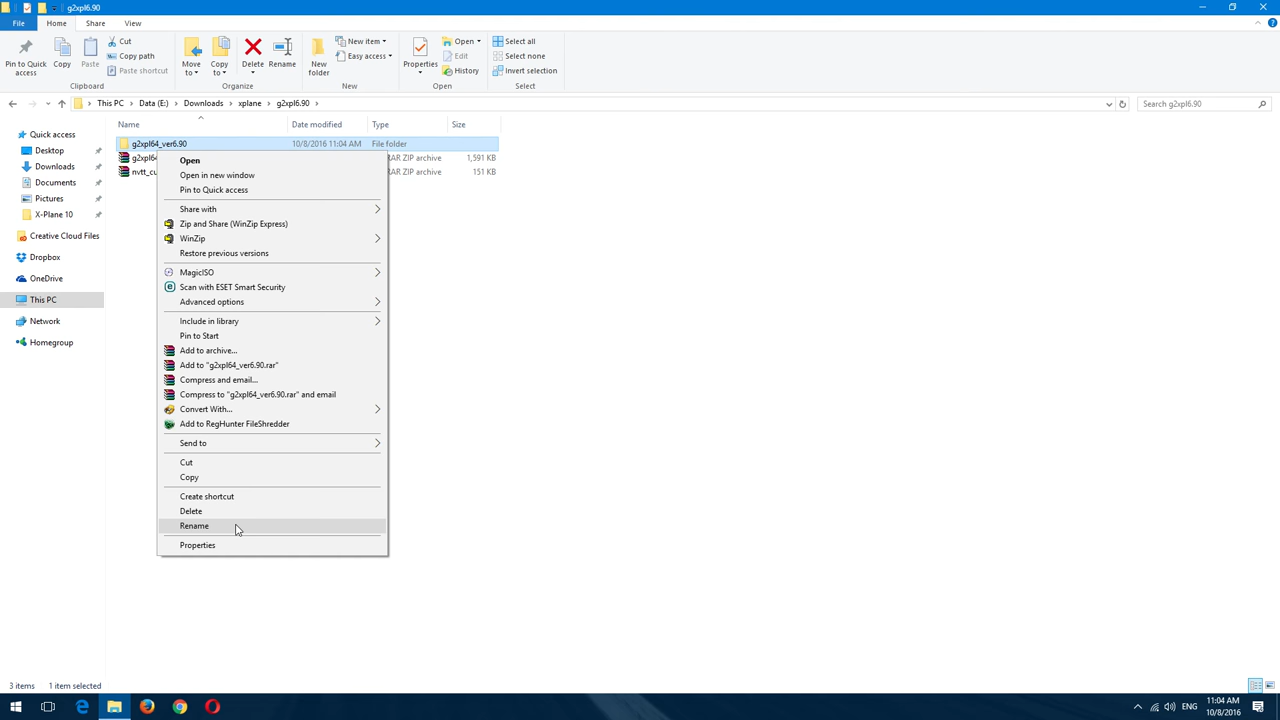 g2xpl6.90
File Home Share View
Pin to Quick access
Copy
Paste
Cut
Copy path
Paste shortcut
Clipboard
Move to
Copy to
Delete
Rename
Organize
New folder
New item
Easy access
New
Properties
Open
Edit
History
Open
Select all
Select none
Invert selection
Select
This PC Data (E:) Downloads xplane g2xpl6.90
Search g2xpl6.90
Name Date modified Type Size
g2xpl64_ver6.90 10/8/2016 11:04 AM File folder
g2xpl64 RAR ZIP archive 1,591 KB
nvtt_cu RAR ZIP archive 151 KB
Quick access
Desktop
Downloads
Documents
Pictures
X-Plane 10
Creative Cloud Files
Dropbox
OneDrive
This PC
Network
Homegroup
Open
Open in new window
Pin to Quick access
Share with
Zip and Share (WinZip Express)
WinZip
Restore previous versions
MagicISO
Scan with ESET Smart Security
Advanced options
Include in library
Pin to Start
Add to archive...
Add to "g2xpl64_ver6.90.rar"
Compress and email...
Compress to "g2xpl64_ver6.90.rar" and email
Convert With...
Add to RegHunter FileShredder
Send to
Cut
Copy
Create shortcut
Delete
Rename
Properties
3 items 1 item selected
ENG
11:04 AM
10/8/2016